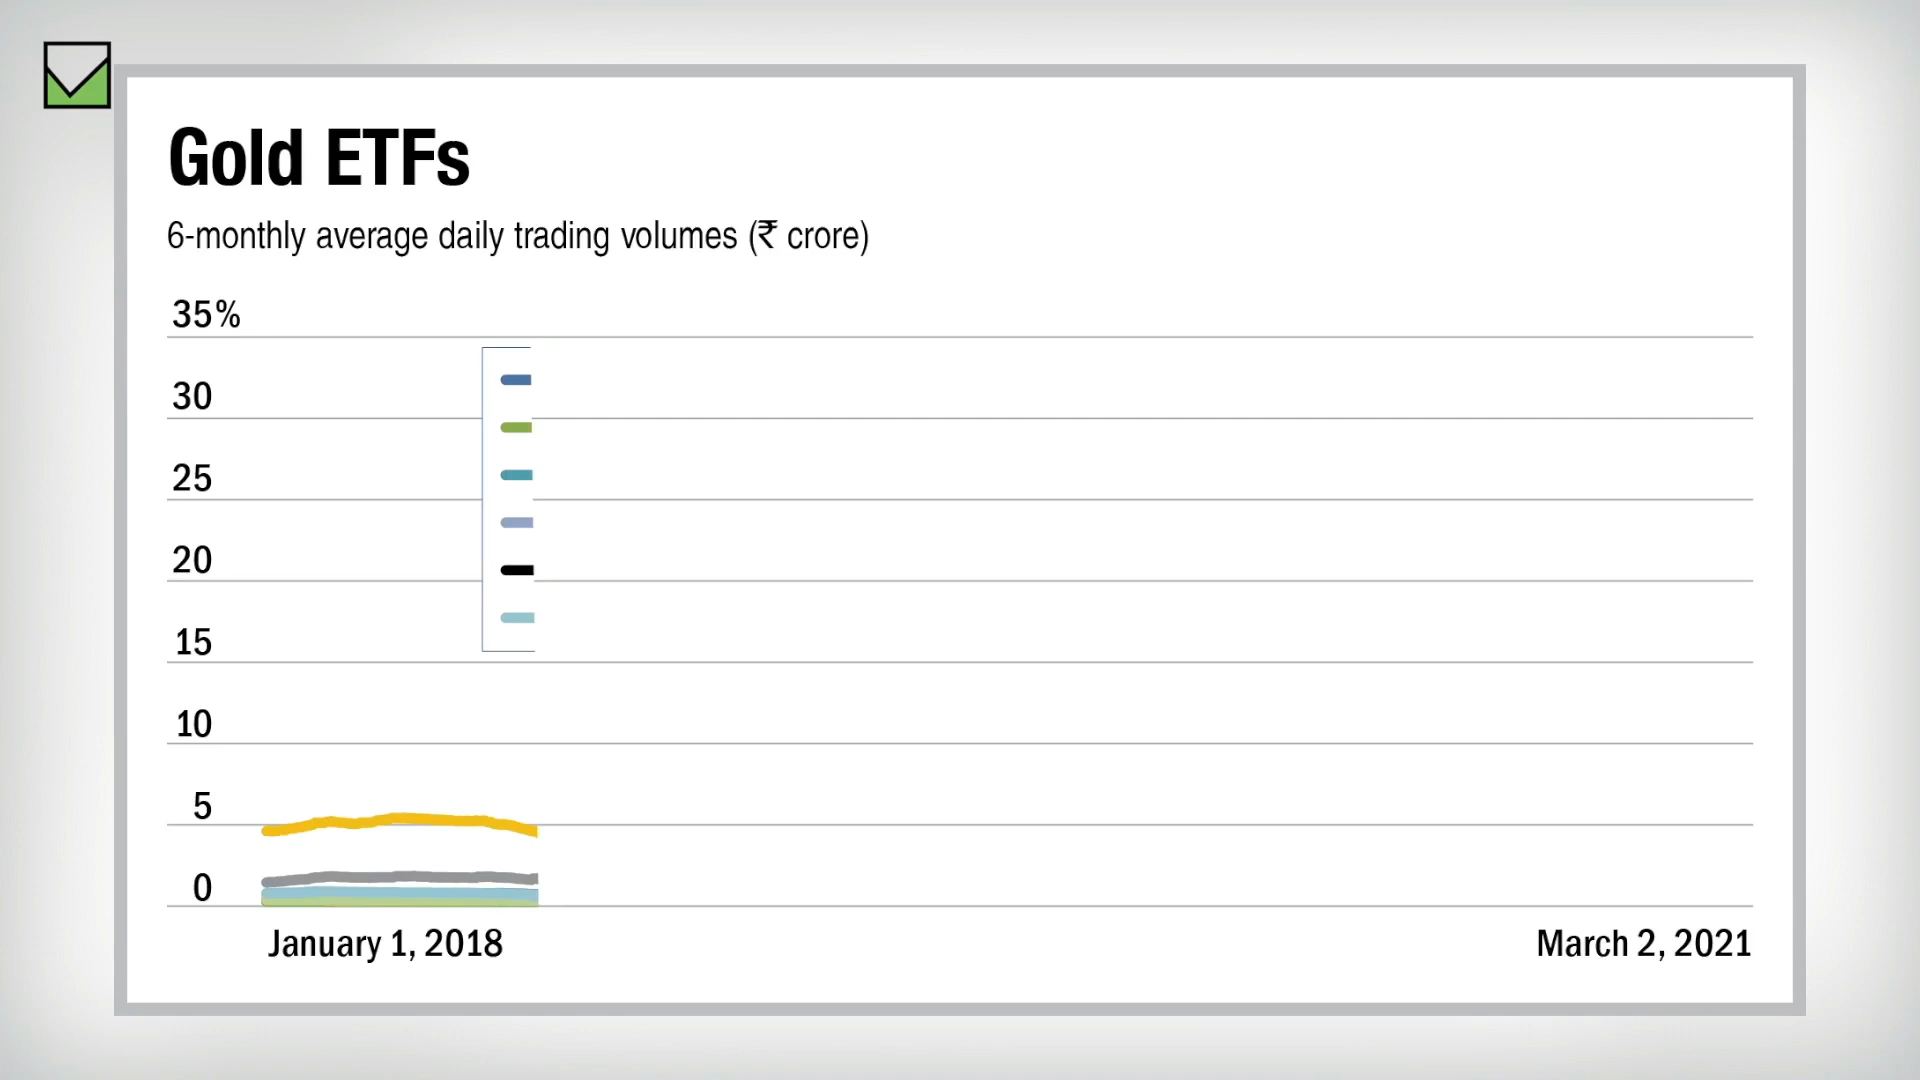 Gold ETFs
6-monthly average daily trading volumes (₹ crore)
35%
30
25
20
15
10
5
0
January 1, 2018
March 2, 2021